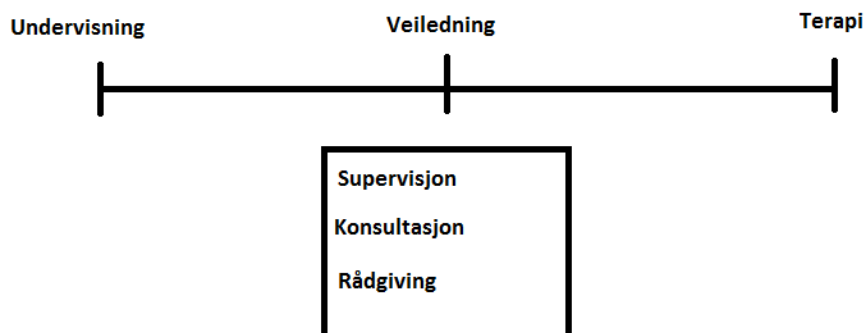 Undervisning
Veiledning
Terapi
Supervisjon
Konsultasjon
Rådgiving